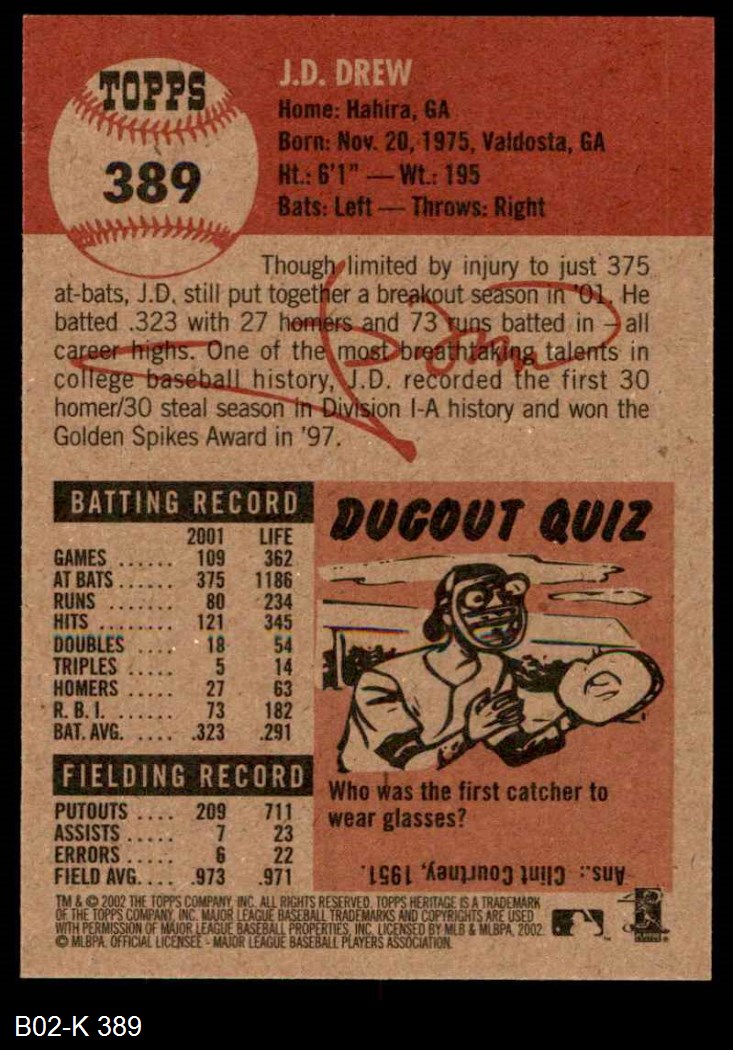 TOPPS
389
J.D. DREW
Home: Hahira, GA
Born: Nov. 20, 1975, Valdosta, GA
Ht.: 6'1" — Wt.: 195
Bats: Left — Throws: Right
Though limited by injury to just 375
at-bats, J.D. still put together a breakout season in '01. He
batted .323 with 27 homers and 73 runs batted in — all
career highs. One of the most breathtaking talents in
college baseball history, J.D. recorded the first 30
homer/30 steal season in Division I-A history and won the
Golden Spikes Award in '97.
BATTING RECORD
2001 LIFE
GAMES ...... 109 362
AT BATS ...... 375 1186
RUNS ....... 80 234
HITS ........ 121 345
DOUBLES .... 18 54
TRIPLES .... 5 14
HOMERS .... 27 63
R. B. I. ...... 73 182
BAT. AVG. .... .323 .291
FIELDING RECORD
PUTOUTS .... 209 711
ASSISTS .... 7 23
ERRORS .... 6 22
FIELD AVG. ... .973 .971
DUGOUT QUIZ
Who was the first catcher to
wear glasses?
Ans.: Clint Courtney, 1951.
TM & © 2002 THE TOPPS COMPANY, INC. ALL RIGHTS RESERVED. TOPPS HERITAGE IS A TRADEMARK
OF THE TOPPS COMPANY, INC. MAJOR LEAGUE BASEBALL TRADEMARKS AND COPYRIGHTS ARE USED
WITH PERMISSION OF MAJOR LEAGUE BASEBALL PROPERTIES, INC. LICENSED BY MLB & MLBPA, 2002.
© MLBPA. OFFICIAL LICENSEE - MAJOR LEAGUE BASEBALL PLAYERS ASSOCIATION.
B02-K 389